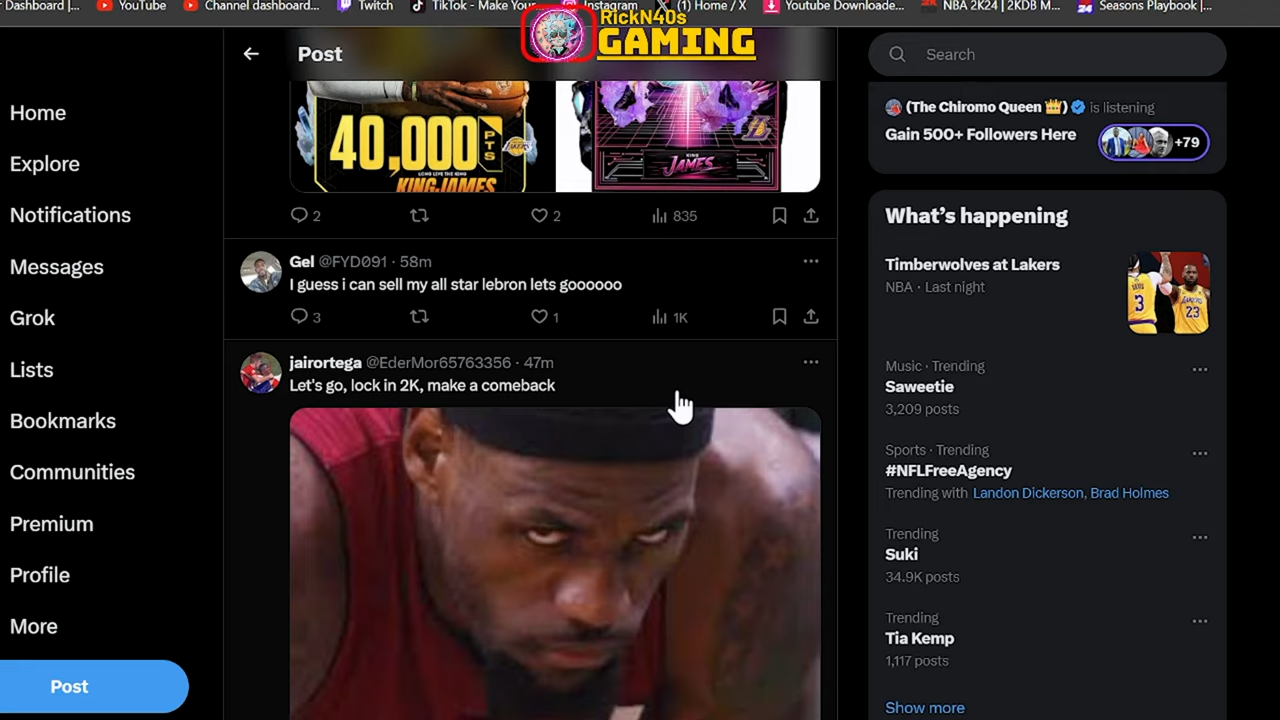 r Dashboard |...
YouTube
Channel dashboard...
Twitch
TikTok - Make Your...
Instagram
(1) Home / X
Youtube Downloade...
NBA 2K24 | 2KDB M...
Seasons Playbook |...
RickN40s
GAMING
Post
Search
Home
Explore
Notifications
Messages
Grok
Lists
Bookmarks
Communities
Premium
Profile
More
Post
40,000 PTS
LAKERS
LONG LIVE THE KING
KING JAMES
KING
JAMES
2
2
835
Gel @FYD091 · 58m
I guess i can sell my all star lebron lets goooooo
3
1
1K
jairortega @EderMor65763356 · 47m
Let's go, lock in 2K, make a comeback
(The Chiromo Queen 👑) is listening
Gain 500+ Followers Here
+79
What's happening
Timberwolves at Lakers
NBA · Last night
3
23
Music · Trending
Saweetie
3,209 posts
Sports · Trending
#NFLFreeAgency
Trending with Landon Dickerson, Brad Holmes
Trending
Suki
34.9K posts
Trending
Tia Kemp
1,117 posts
Show more